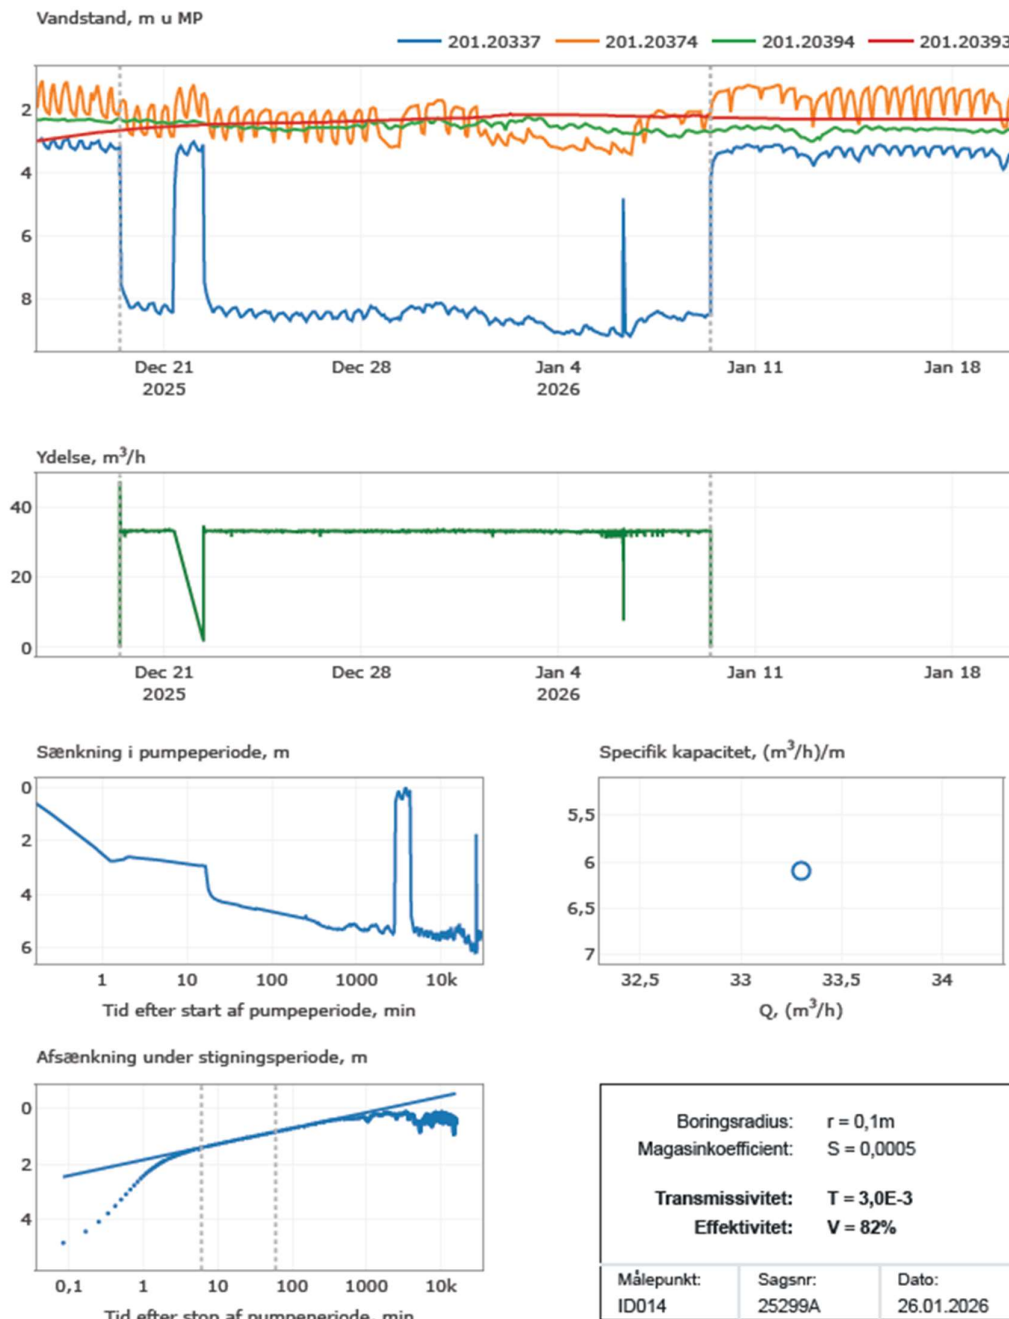 Vandstand, m u MP
201.20337 201.20374 201.20394 201.20393
2
4
6
8
Dec 21 Dec 28 Jan 4 Jan 11 Jan 18
2025 2026
Ydelse, m³/h
40
20
0
Dec 21 Dec 28 Jan 4 Jan 11 Jan 18
2025 2026
Sænkning i pumpeperiode, m
0
2
4
6
1 10 100 1000 10k
Tid efter start af pumpeperiode, min
Specifik kapacitet, (m³/h)/m
5,5
6
6,5
7
32,5 33 33,5 34
Q, (m³/h)
Afsænkning under stigningsperiode, m
0
2
4
0,1 1 10 100 1000 10k
Tid efter stop af pumpeperiode, min
Boringsradius: r = 0,1m
Magasinkoefficient: S = 0,0005
Transmissivitet: T = 3,0E-3
Effektivitet: V = 82%
Målepunkt: Sagsnr: Dato:
ID014 25299A 26.01.2026